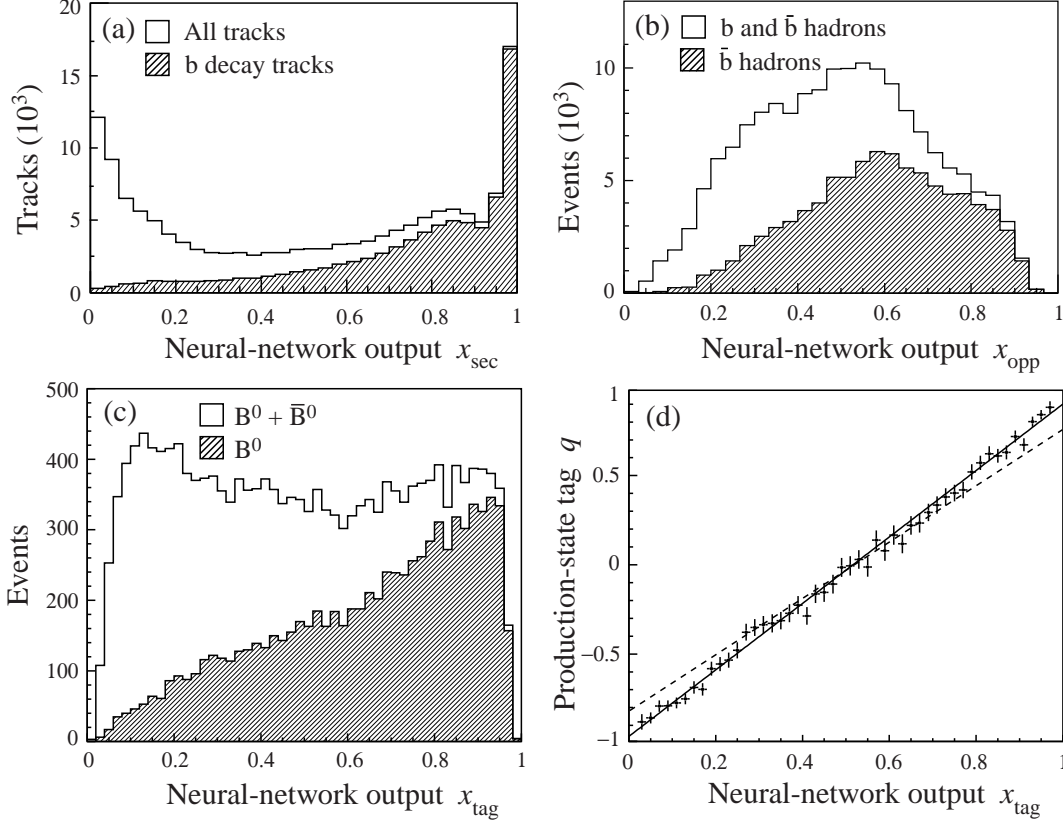 (a)
All tracks
b decay tracks
Tracks (10³)
20
15
10
5
0
0 0.2 0.4 0.6 0.8 1
Neural-network output x_sec
(b)
b and b̄ hadrons
b̄ hadrons
Events (10³)
10
5
0
0 0.2 0.4 0.6 0.8 1
Neural-network output x_opp
(c)
B⁰ + B̄⁰
B⁰
Events
500
400
300
200
100
0
0 0.2 0.4 0.6 0.8 1
Neural-network output x_tag
(d)
Production-state tag q
1
0.5
0
−0.5
−1
0 0.2 0.4 0.6 0.8 1
Neural-network output x_tag